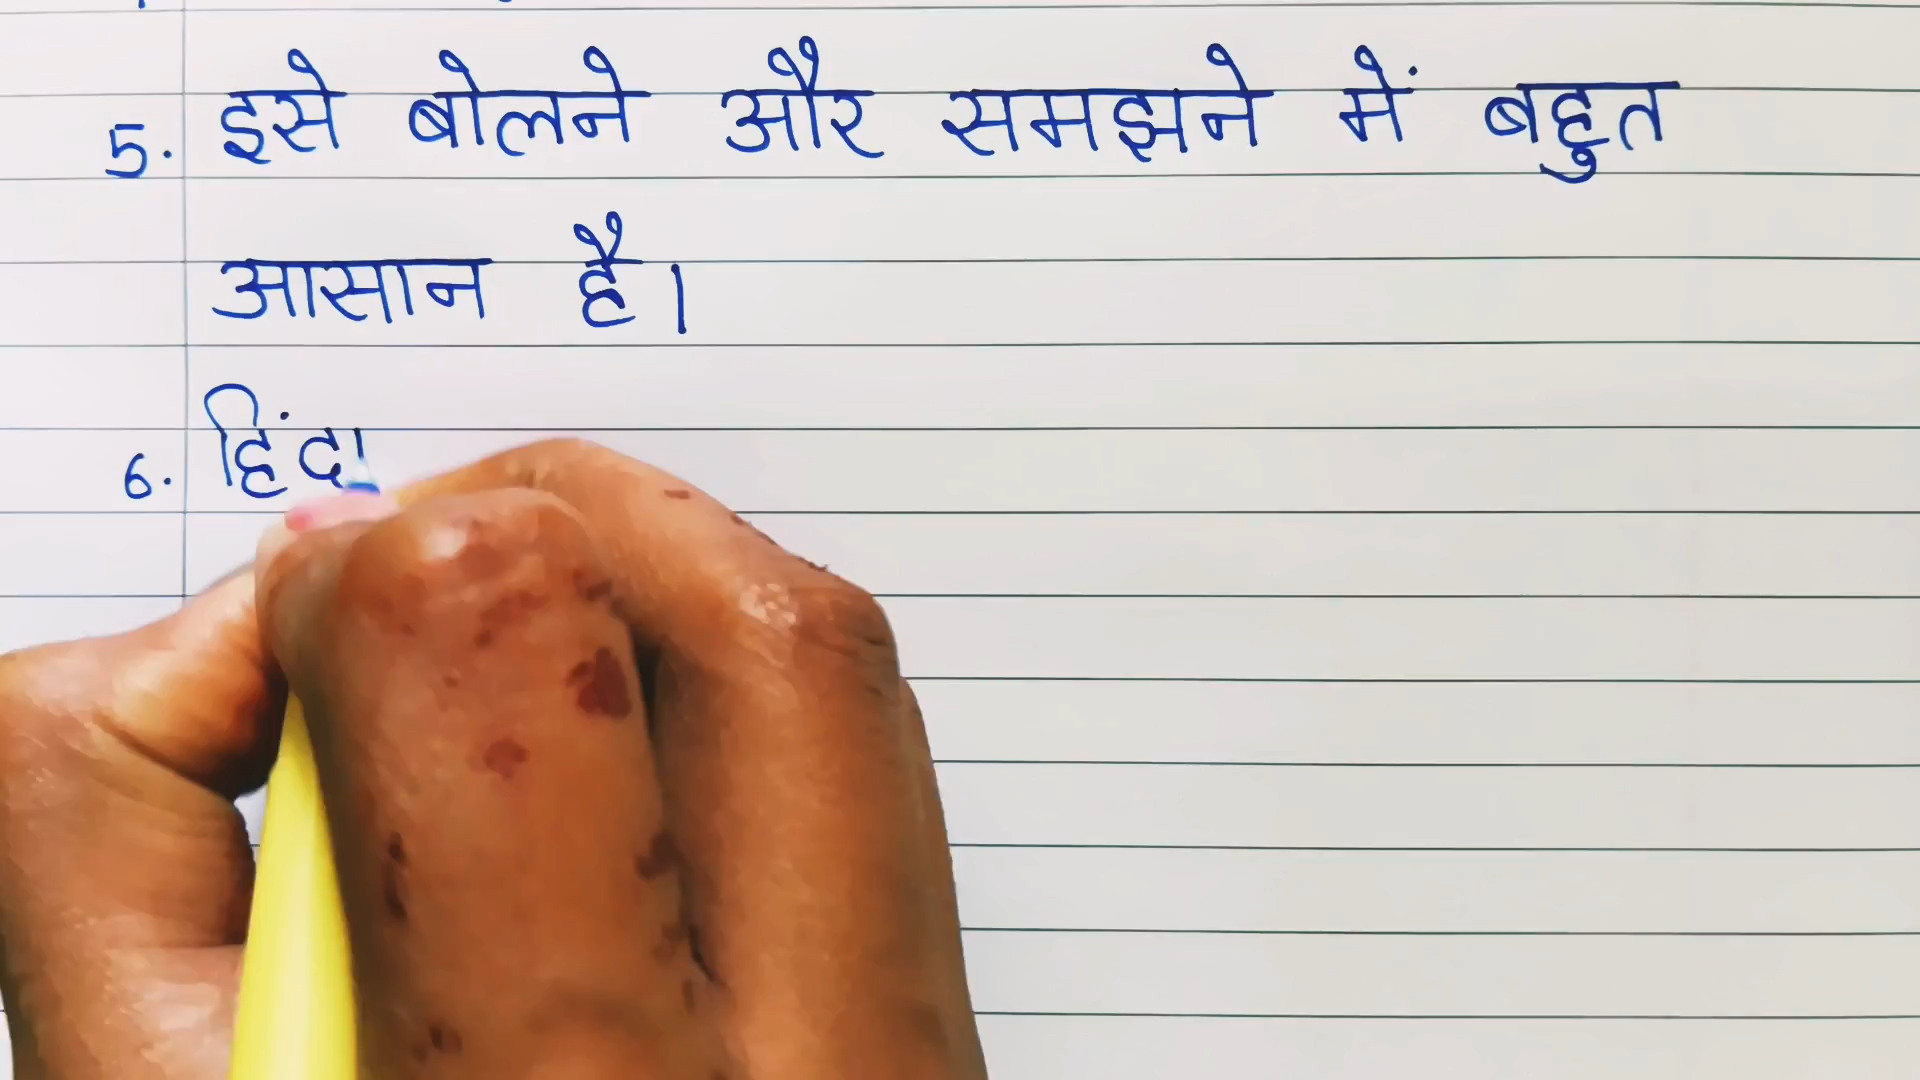 5. इसे बोलने और समझने में बहुत
आसान है।
6. हिंदा